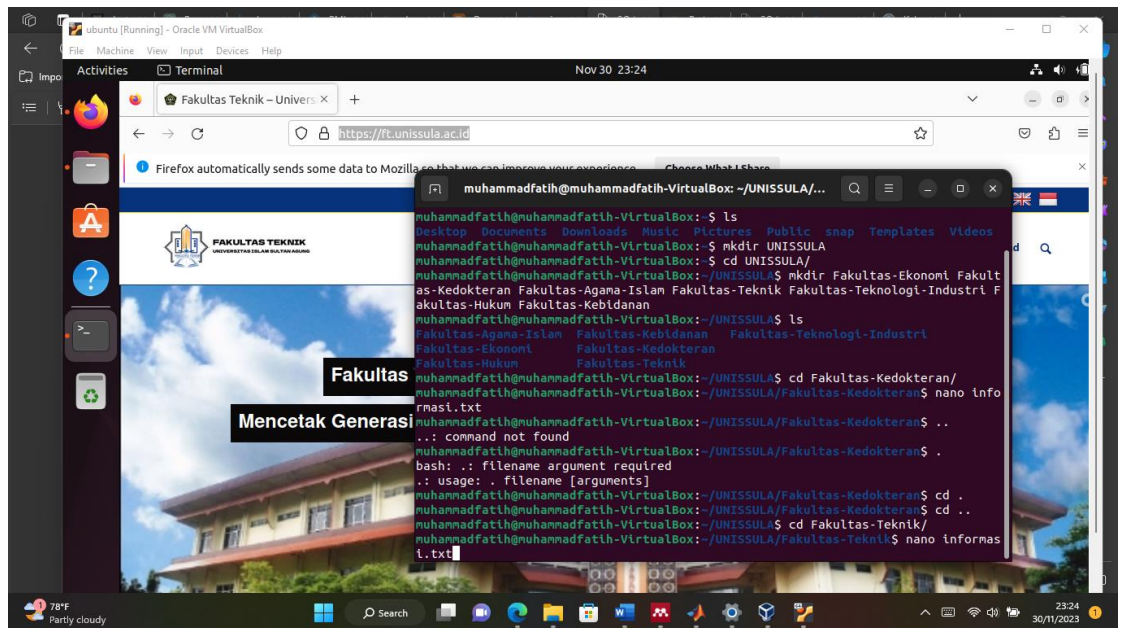 ubuntu [Running] - Oracle VM VirtualBox
File Machine View Input Devices Help
Impo
Activities Terminal Nov 30 23:24
Fakultas Teknik – Univers
https://ft.unissula.ac.id
Firefox automatically sends some data to Mozilla so that we can improve your experience Choose What I Share
FAKULTAS TEKNIK
UNIVERSITAS ISLAM SULTAN AGUNG
Fakultas
Mencetak Generasi
muhammadfatih@muhammadfatih-VirtualBox: ~/UNISSULA/...
muhammadfatih@muhammadfatih-VirtualBox:~$ ls
Desktop Documents Downloads Music Pictures Public snap Templates Videos
muhammadfatih@muhammadfatih-VirtualBox:~$ mkdir UNISSULA
muhammadfatih@muhammadfatih-VirtualBox:~$ cd UNISSULA/
muhammadfatih@muhammadfatih-VirtualBox:~/UNISSULA$ mkdir Fakultas-Ekonomi Fakult
as-Kedokteran Fakultas-Agama-Islam Fakultas-Teknik Fakultas-Teknologi-Industri F
akultas-Hukum Fakultas-Kebidanan
muhammadfatih@muhammadfatih-VirtualBox:~/UNISSULA$ ls
Fakultas-Agama-Islam Fakultas-Kebidanan Fakultas-Teknologi-Industri
Fakultas-Ekonomi Fakultas-Kedokteran
Fakultas-Hukum Fakultas-Teknik
muhammadfatih@muhammadfatih-VirtualBox:~/UNISSULA$ cd Fakultas-Kedokteran/
muhammadfatih@muhammadfatih-VirtualBox:~/UNISSULA/Fakultas-Kedokteran$ nano info
rmasi.txt
muhammadfatih@muhammadfatih-VirtualBox:~/UNISSULA/Fakultas-Kedokteran$ ..
..: command not found
muhammadfatih@muhammadfatih-VirtualBox:~/UNISSULA/Fakultas-Kedokteran$ .
bash: .: filename argument required
.: usage: . filename [arguments]
muhammadfatih@muhammadfatih-VirtualBox:~/UNISSULA/Fakultas-Kedokteran$ cd .
muhammadfatih@muhammadfatih-VirtualBox:~/UNISSULA/Fakultas-Kedokteran$ cd ..
muhammadfatih@muhammadfatih-VirtualBox:~/UNISSULA$ cd Fakultas-Teknik/
muhammadfatih@muhammadfatih-VirtualBox:~/UNISSULA/Fakultas-Teknik$ nano informas
i.txt
78°F
Partly cloudy
Search
23:24
30/11/2023